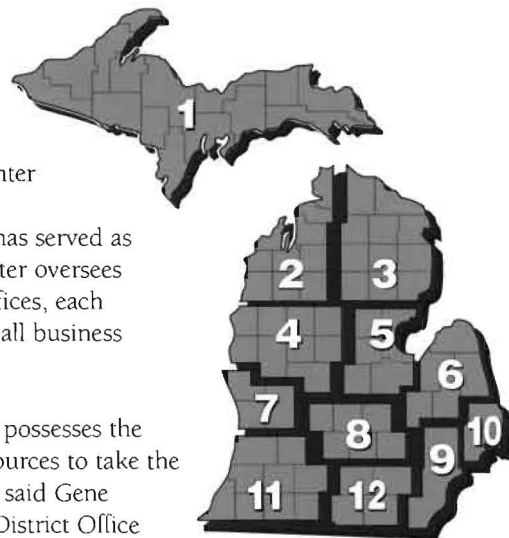 1
nter
has served as
ter oversees
fices, each
all business
possesses the
ources to take the
said Gene
District Office
2
3
4
5
6
7
8
9
10
11
12